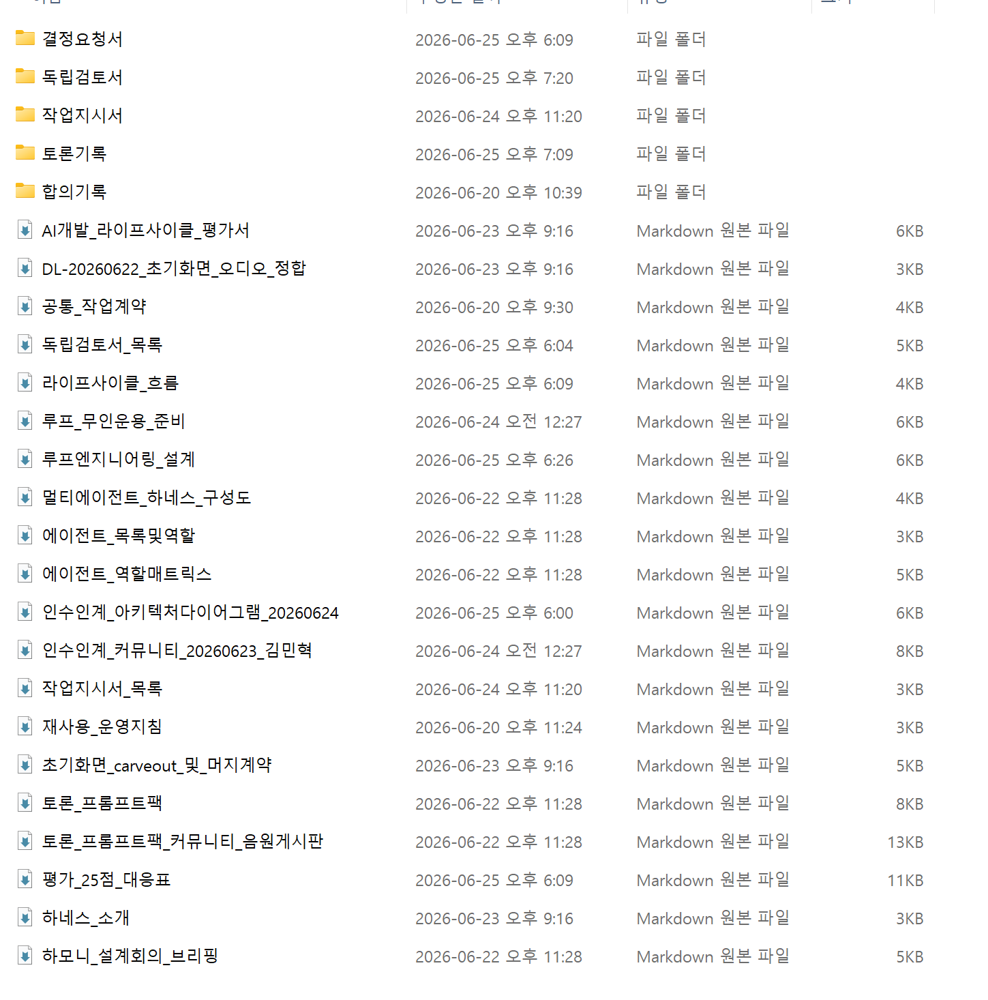 결정요청서 2026-06-25 오후 6:09 파일 폴더
독립검토서 2026-06-25 오후 7:20 파일 폴더
작업지시서 2026-06-24 오후 11:20 파일 폴더
토론기록 2026-06-25 오후 7:09 파일 폴더
합의기록 2026-06-20 오후 10:39 파일 폴더
AI개발_라이프사이클_평가서 2026-06-23 오후 9:16 Markdown 원본 파일 6KB
DL-20260622_초기화면_오디오_정합 2026-06-23 오후 9:16 Markdown 원본 파일 3KB
공통_작업계약 2026-06-20 오후 9:30 Markdown 원본 파일 4KB
독립검토서_목록 2026-06-25 오후 6:04 Markdown 원본 파일 5KB
라이프사이클_흐름 2026-06-25 오후 6:09 Markdown 원본 파일 4KB
루프_무인운용_준비 2026-06-24 오전 12:27 Markdown 원본 파일 6KB
루프엔지니어링_설계 2026-06-25 오후 6:26 Markdown 원본 파일 6KB
멀티에이전트_하네스_구성도 2026-06-22 오후 11:28 Markdown 원본 파일 4KB
에이전트_목록및역할 2026-06-22 오후 11:28 Markdown 원본 파일 3KB
에이전트_역할매트릭스 2026-06-22 오후 11:28 Markdown 원본 파일 5KB
인수인계_아키텍처다이어그램_20260624 2026-06-25 오후 6:00 Markdown 원본 파일 6KB
인수인계_커뮤니티_20260623_김민혁 2026-06-24 오전 12:27 Markdown 원본 파일 8KB
작업지시서_목록 2026-06-24 오후 11:20 Markdown 원본 파일 3KB
재사용_운영지침 2026-06-20 오후 11:24 Markdown 원본 파일 3KB
초기화면_carveout_및_머지계약 2026-06-23 오후 9:16 Markdown 원본 파일 5KB
토론_프롬프트팩 2026-06-22 오후 11:28 Markdown 원본 파일 8KB
토론_프롬프트팩_커뮤니티_음원게시판 2026-06-22 오후 11:28 Markdown 원본 파일 13KB
평가_25점_대응표 2026-06-25 오후 6:09 Markdown 원본 파일 11KB
하네스_소개 2026-06-23 오후 9:16 Markdown 원본 파일 3KB
하모니_설계회의_브리핑 2026-06-22 오후 11:28 Markdown 원본 파일 5KB